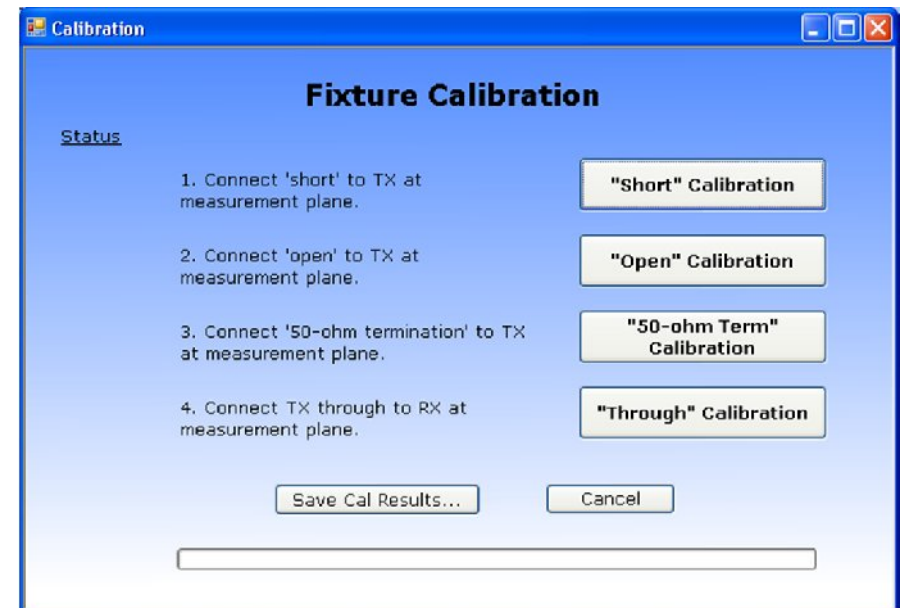 Calibration
Fixture Calibration
Status
1. Connect 'short' to TX at
measurement plane.
"Short" Calibration
2. Connect 'open' to TX at
measurement plane.
"Open" Calibration
3. Connect '50-ohm termination' to TX
at measurement plane.
"50-ohm Term"
Calibration
4. Connect TX through to RX at
measurement plane.
"Through" Calibration
Save Cal Results...
Cancel